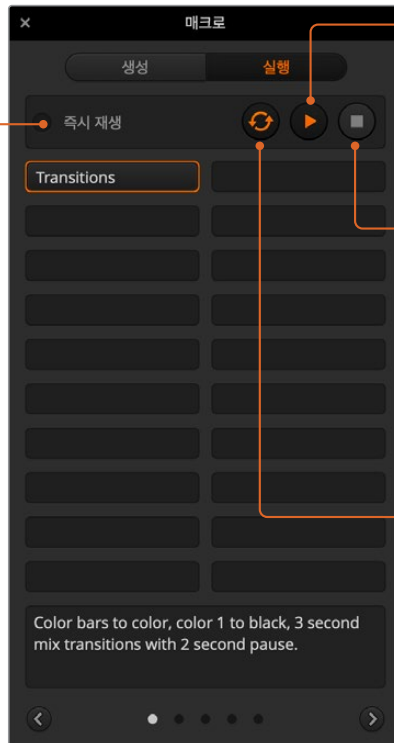 매크로
생성
실행
즉시 재생
Transitions
Color bars to color, color 1 to black, 3 second
mix transitions with 2 second pause.